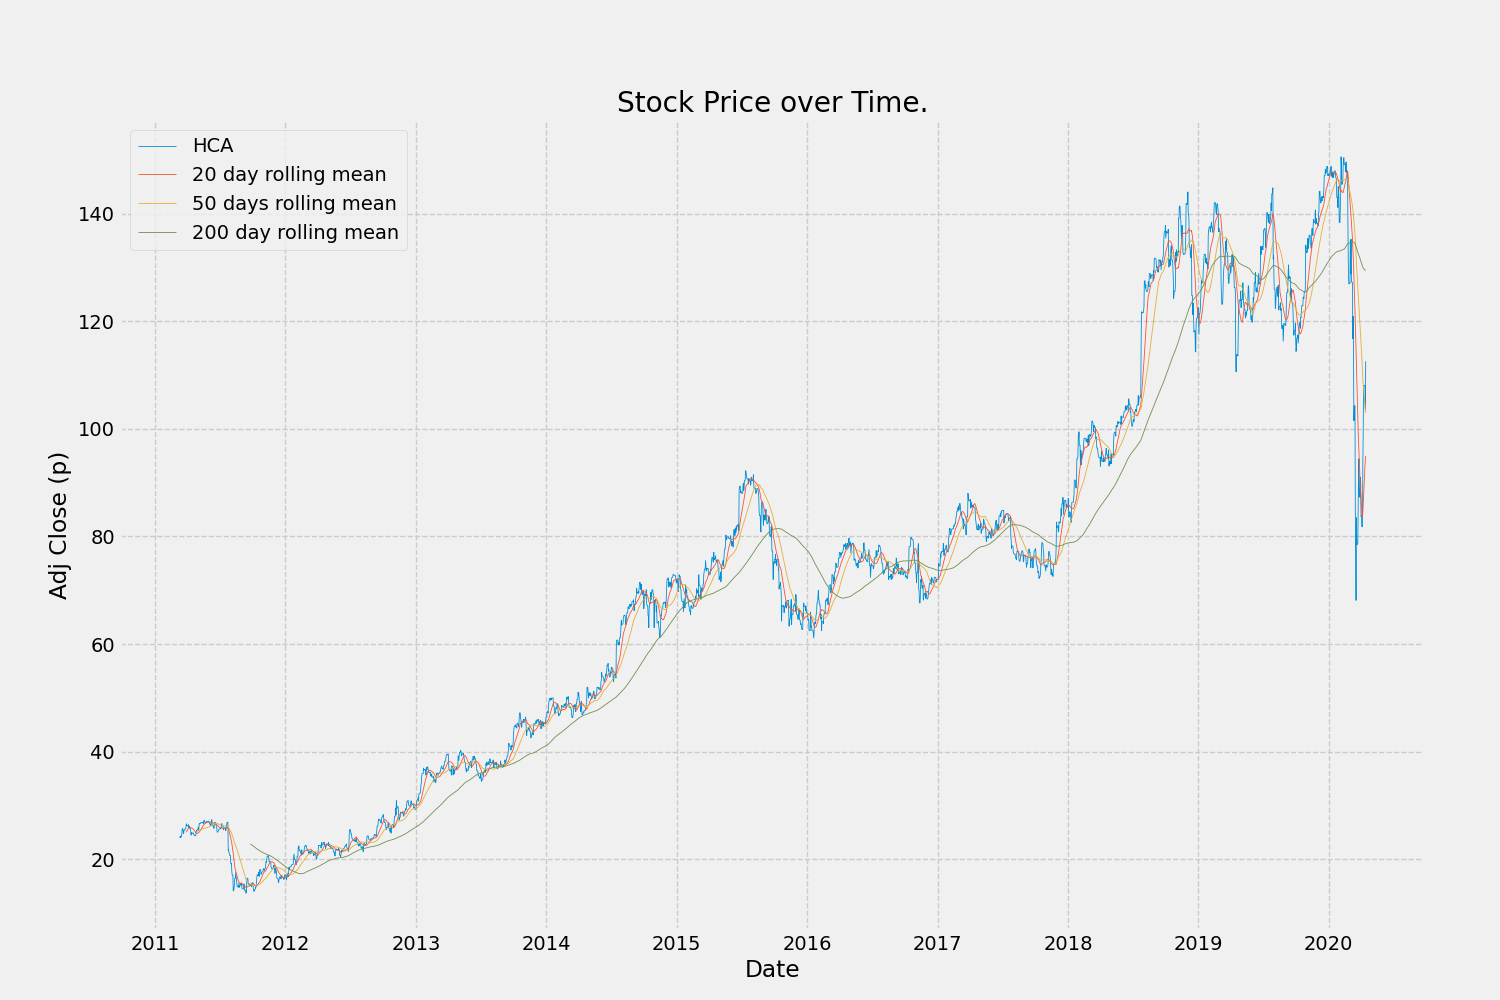 Stock Price over Time.
HCA
20 day rolling mean
50 days rolling mean
200 day rolling mean
Adj Close (p)
140
120
100
80
60
40
20
2011 2012 2013 2014 2015 2016 2017 2018 2019 2020
Date